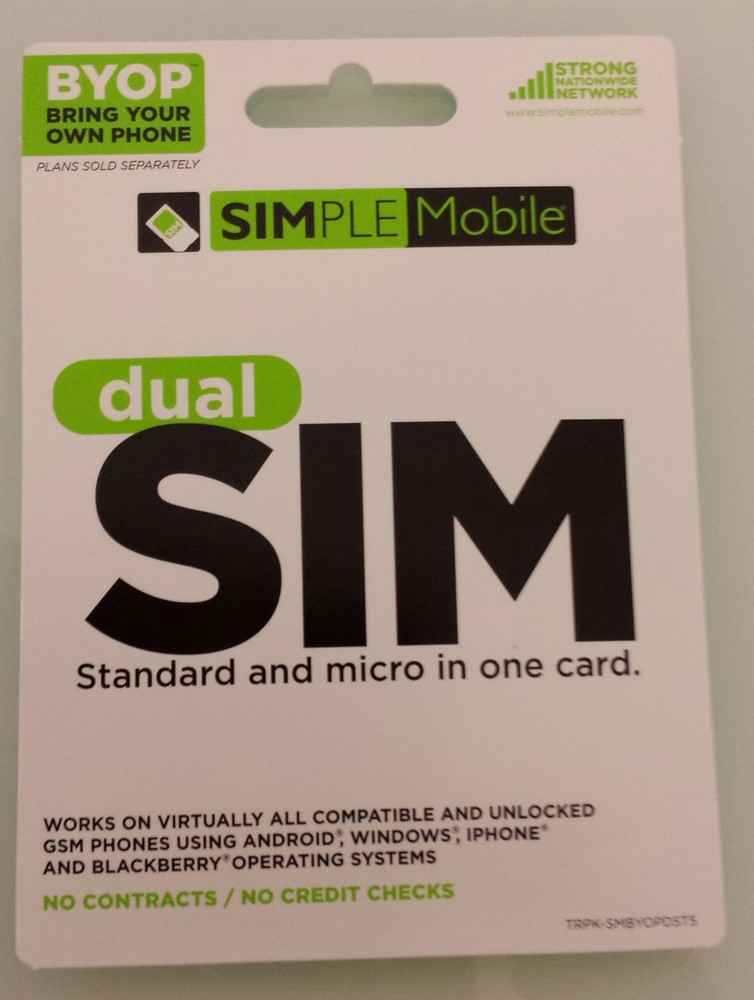 BYOP™
BRING YOUR
OWN PHONE
PLANS SOLD SEPARATELY
STRONG
NATIONWIDE
NETWORK
www.simplemobile.com
SIM
SIMPLE Mobile®
dual
SIM
Standard and micro in one card.
WORKS ON VIRTUALLY ALL COMPATIBLE AND UNLOCKED
GSM PHONES USING ANDROID®, WINDOWS®, IPHONE®
AND BLACKBERRY® OPERATING SYSTEMS
NO CONTRACTS / NO CREDIT CHECKS
TRPK-SMBYOPDSTS